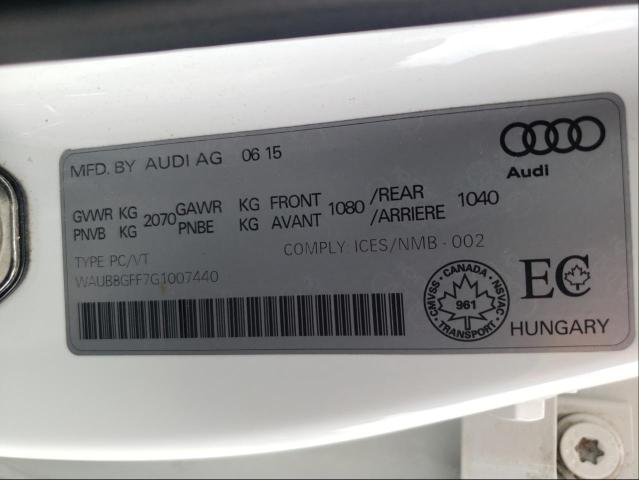 MFD. BY AUDI AG 06 15
Audi
GVWR KG 2070 GAWR KG FRONT 1080 /REAR 1040
PNVB KG PNBE KG AVANT /ARRIERE
TYPE PC/VT
COMPLY ICES/NMB - 002
WAUB8GFF7G1007440
CMVSS - CANADA - NSVAC
961
TRANSPORT
EC
HUNGARY